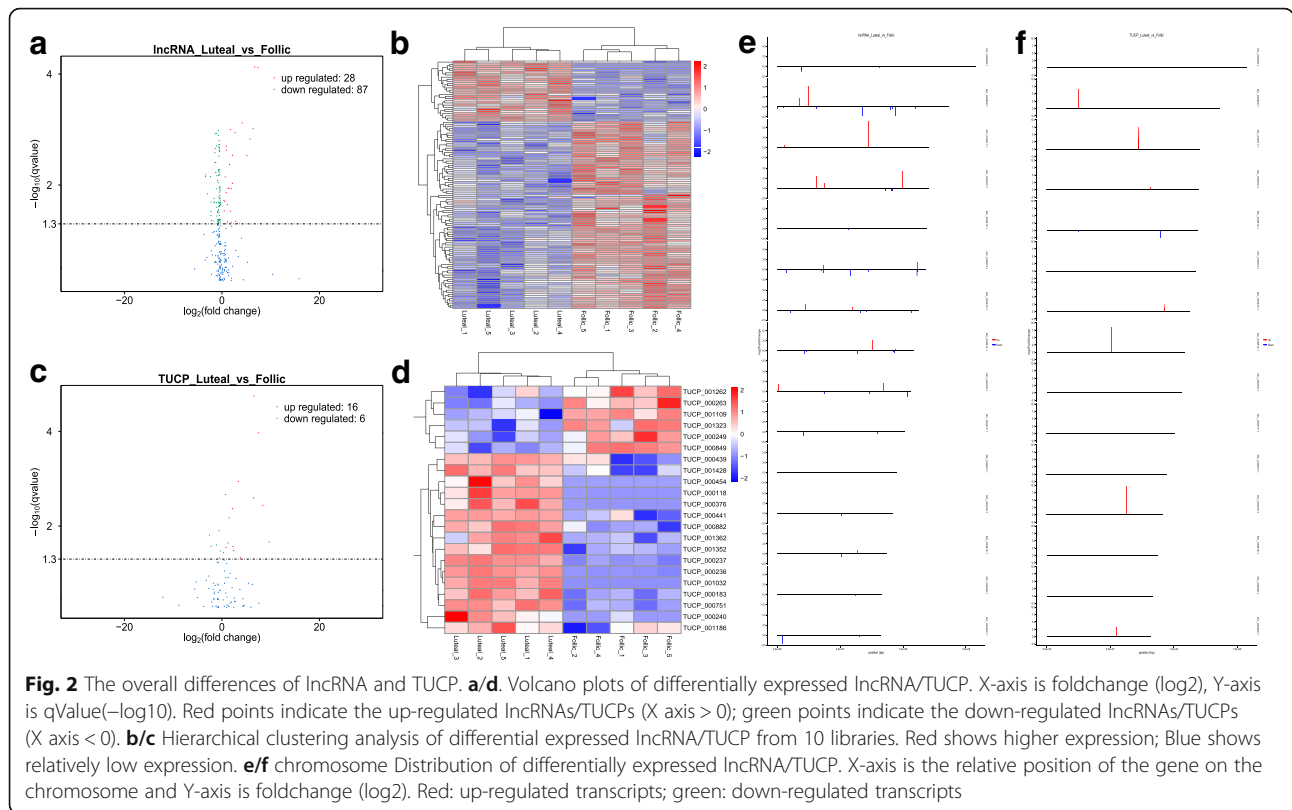 a
lncRNA_Luteal_vs_Follic
up regulated: 28
down regulated: 87
−log10(qvalue)
4
2
1.3
−20
0
20
log2(fold change)
b
2
1
0
−1
−2
Luteal_1
Luteal_5
Luteal_3
Luteal_2
Luteal_4
Follic_5
Follic_1
Follic_3
Follic_2
Follic_4
c
TUCP_Luteal_vs_Follic
up regulated: 16
down regulated: 6
−log10(qvalue)
4
2
1.3
−20
0
20
log2(fold change)
d
TUCP_001262
TUCP_000263
TUCP_001109
TUCP_001323
TUCP_000249
TUCP_000849
TUCP_000439
TUCP_001428
TUCP_000454
TUCP_000118
TUCP_000376
TUCP_000441
TUCP_000882
TUCP_001362
TUCP_001352
TUCP_000237
TUCP_000236
TUCP_001032
TUCP_000183
TUCP_000751
TUCP_000240
TUCP_001186
2
1
0
−1
−2
Luteal_3
Luteal_2
Luteal_5
Luteal_1
Luteal_4
Follic_2
Follic_4
Follic_1
Follic_3
Follic_5
e
lncRNA_Luteal_vs_Follic
position (bp)
f
TUCP_Luteal_vs_Follic
position (bp)
Fig. 2 The overall differences of lncRNA and TUCP. a/d. Volcano plots of differentially expressed lncRNA/TUCP. X-axis is foldchange (log2), Y-axis
is qValue(−log10). Red points indicate the up-regulated lncRNAs/TUCPs (X axis > 0); green points indicate the down-regulated lncRNAs/TUCPs
(X axis < 0). b/c Hierarchical clustering analysis of differential expressed lncRNA/TUCP from 10 libraries. Red shows higher expression; Blue shows
relatively low expression. e/f chromosome Distribution of differentially expressed lncRNA/TUCP. X-axis is the relative position of the gene on the
chromosome and Y-axis is foldchange (log2). Red: up-regulated transcripts; green: down-regulated transcripts